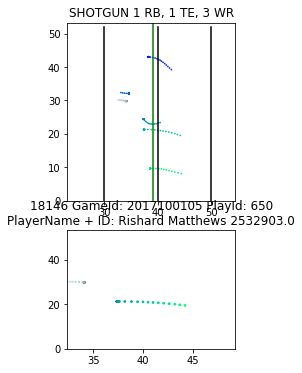 SHOTGUN 1 RB, 1 TE, 3 WR
50
40
30
20
10
0
30 40 50
18146 GameId: 2017100105 PlayId: 650
PlayerName + ID: Rishard Matthews 2532903.0
40
20
0
35 40 45